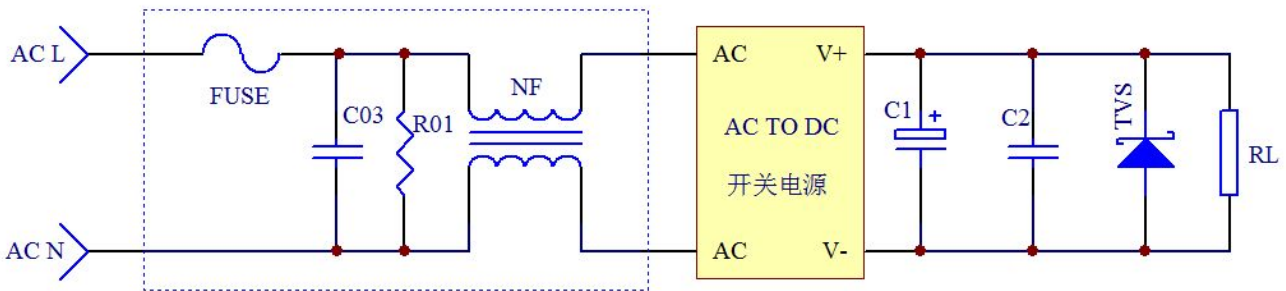 AC L
FUSE
C03
R01
NF
AC V+
AC TO DC
开关电源
AC V-
C1 +
C2
TVS
RL
AC N